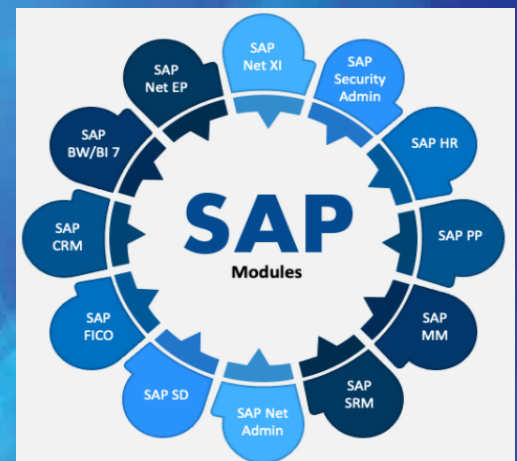 SAP
Net XI
SAP
Security
Admin
SAP HR
SAP PP
SAP
MM
SAP
SRM
SAP Net
Admin
SAP SD
SAP
FICO
SAP
CRM
SAP
BW/BI 7
SAP
Net EP
SAP
Modules